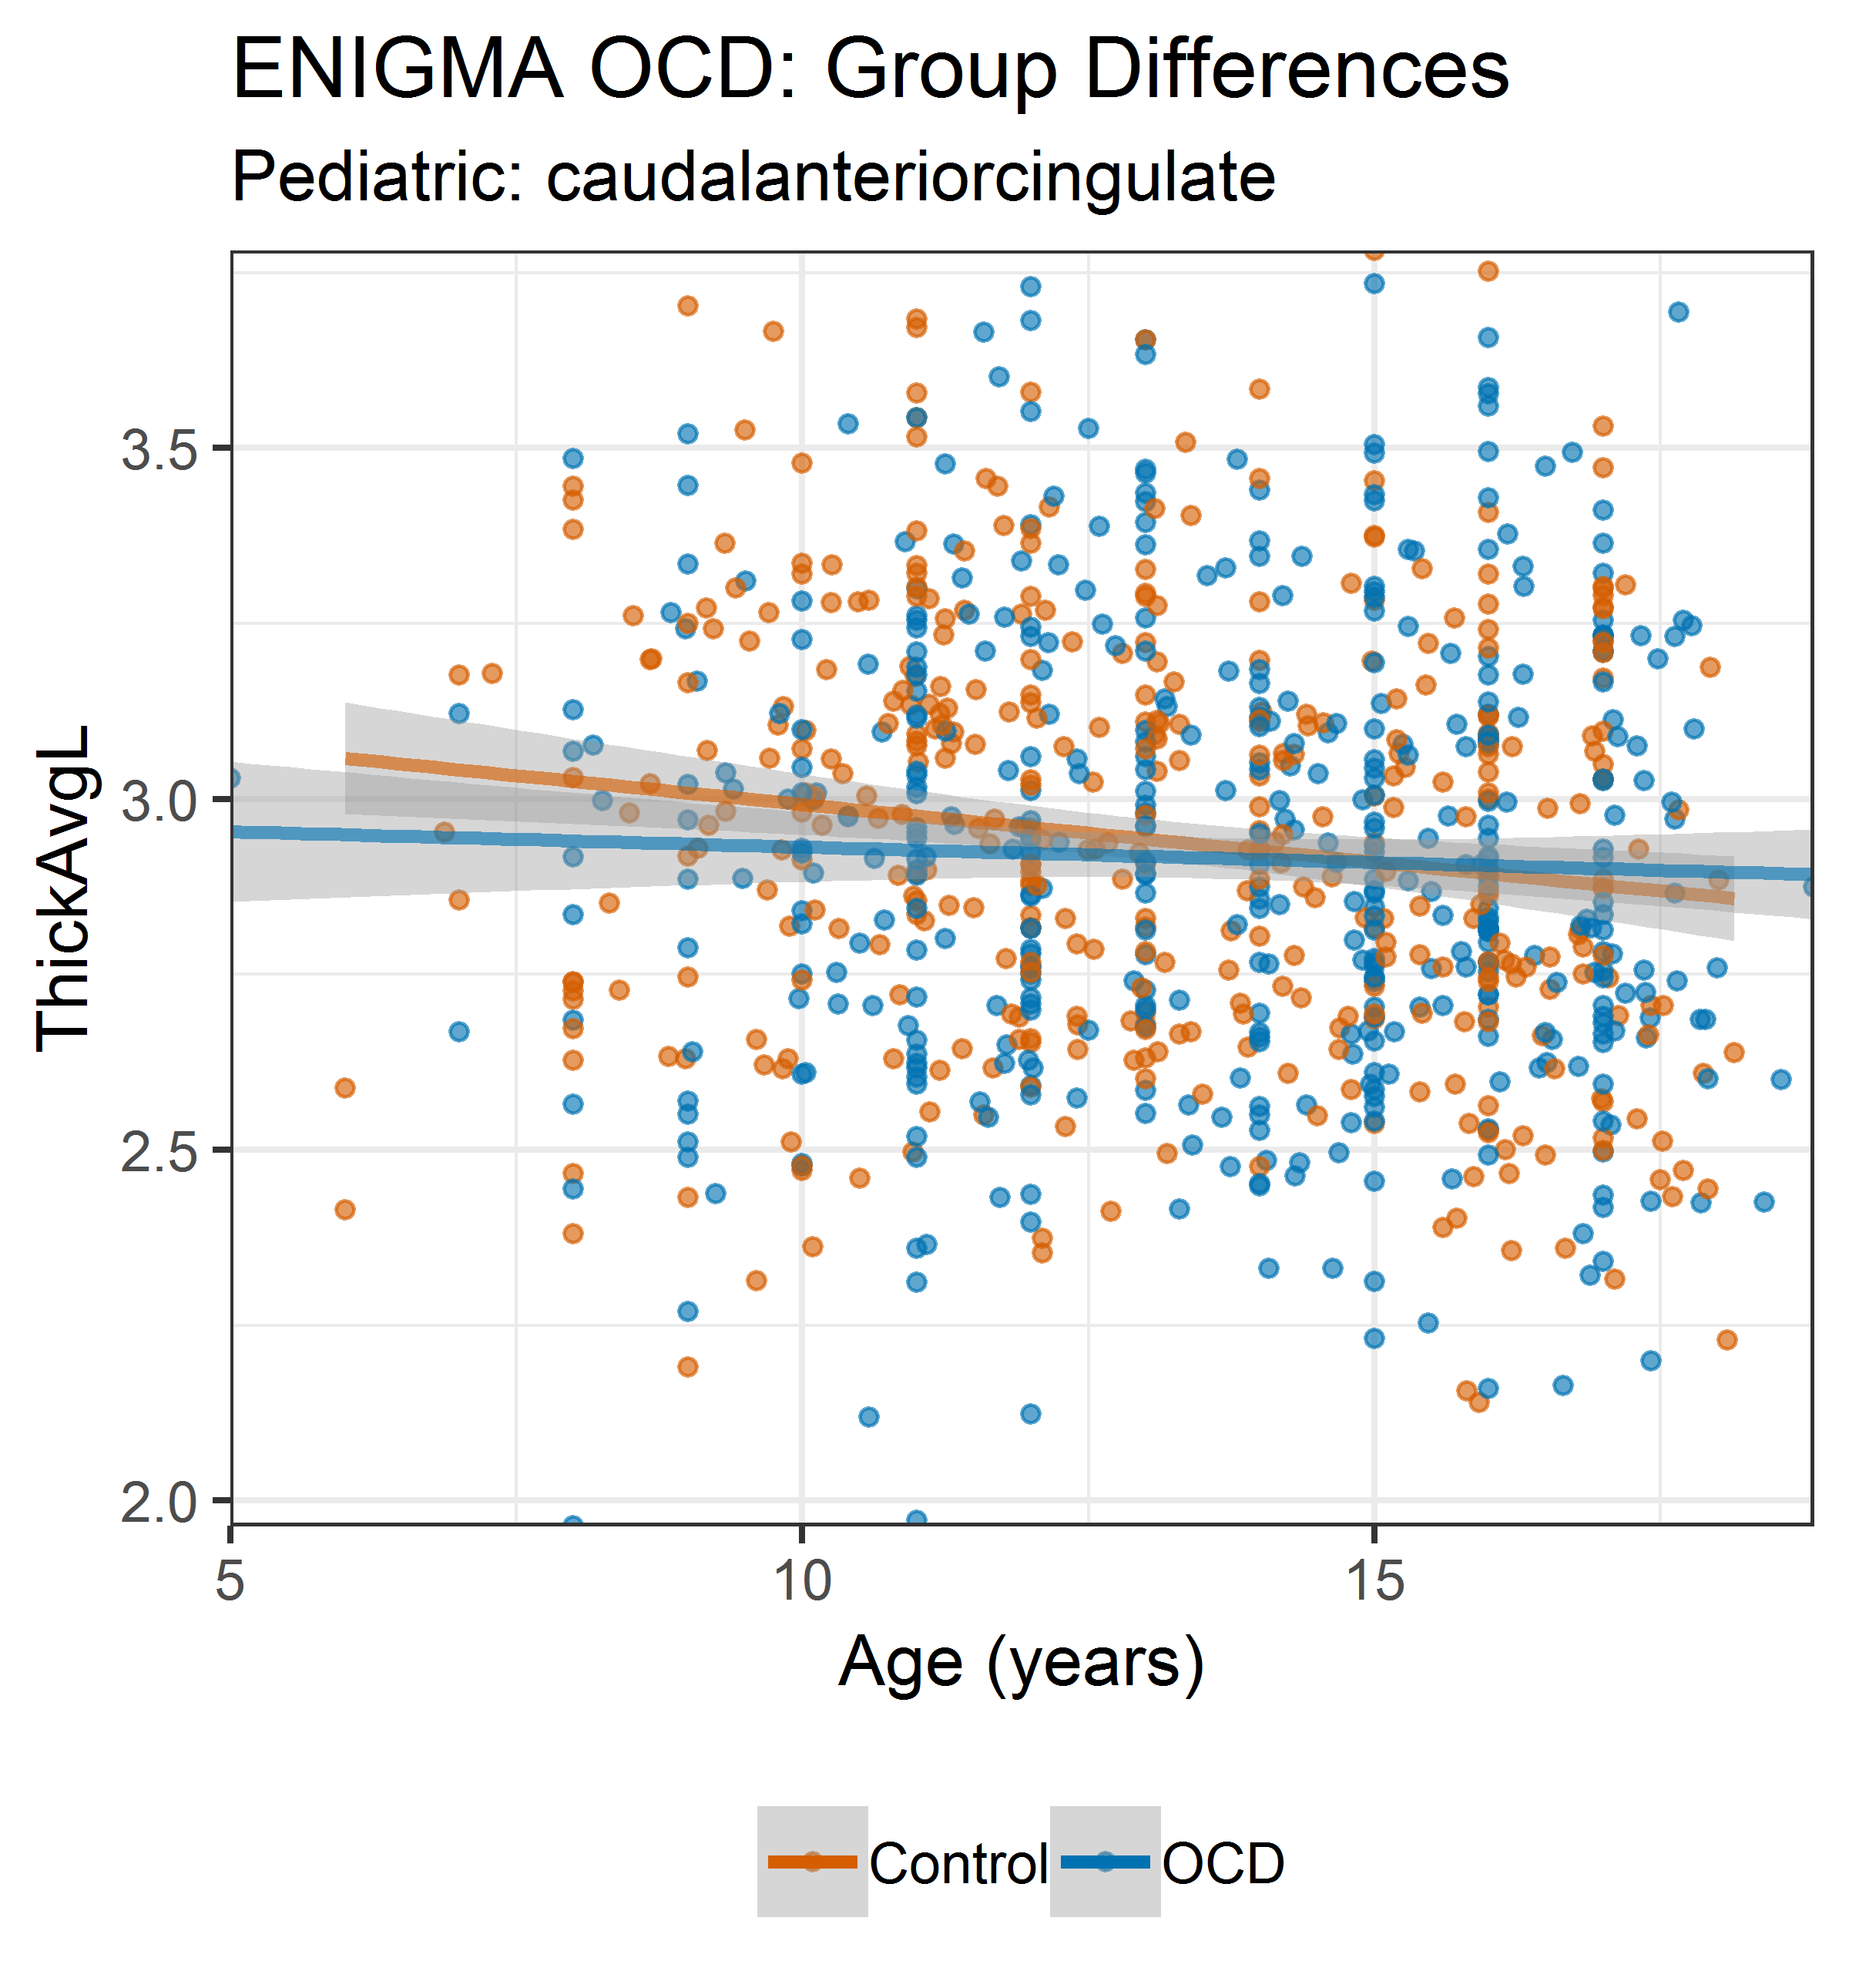 ENIGMA OCD: Group Differences
Pediatric: caudalanteriorcingulate
ThickAvgL
3.5
3.0
2.5
2.0
5 10 15
Age (years)
Control OCD